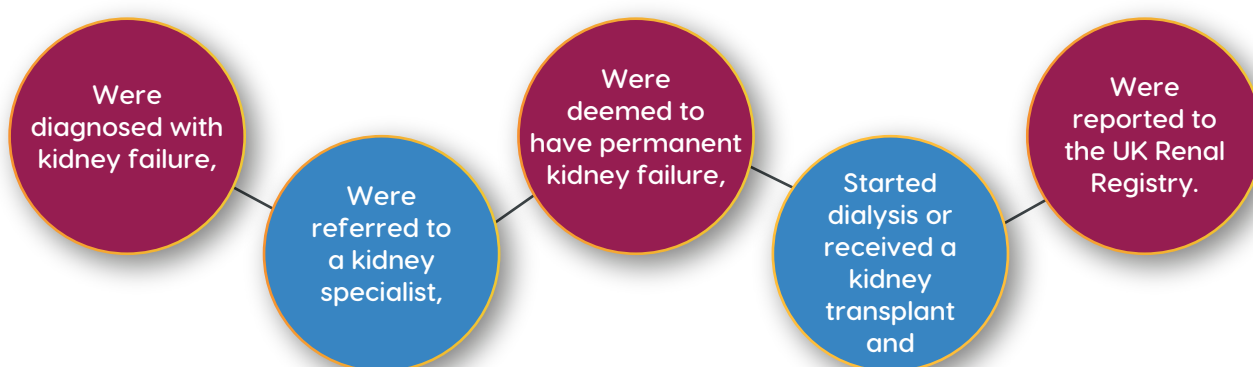 Were
diagnosed with
kidney failure,
Were
referred to
a kidney
specialist,
Were
deemed to
have permanent
kidney failure,
Started
dialysis or
received a
kidney
transplant
and
Were
reported to
the UK Renal
Registry.